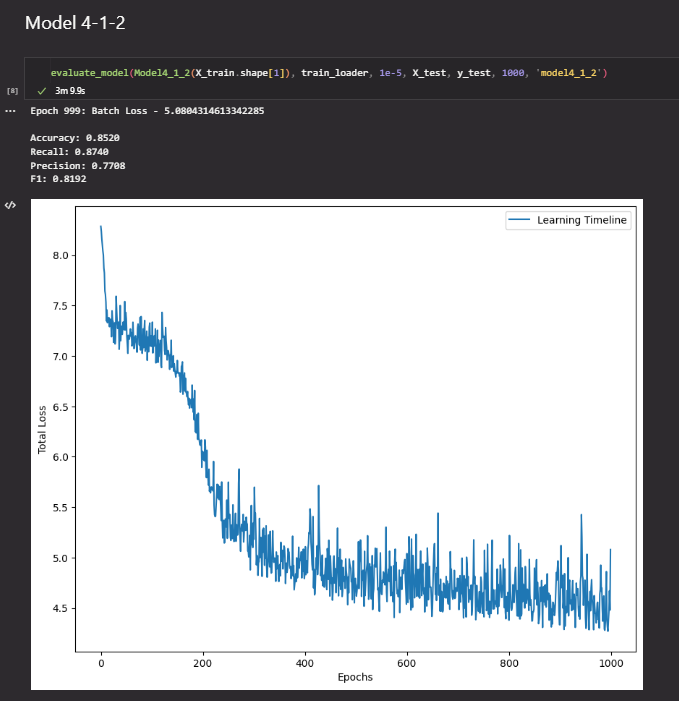 Model 4-1-2
evaluate_model(Model4_1_2(X_train.shape[1]), train_loader, 1e-5, X_test, y_test, 1000, 'model4_1_2')
[8]
✓ 3m 9.9s
... Epoch 999: Batch Loss - 5.0804314613342285
Accuracy: 0.8520
Recall: 0.8740
Precision: 0.7708
F1: 0.8192
</>
Learning Timeline
8.0
7.5
7.0
6.5
6.0
5.5
5.0
4.5
Total Loss
0 200 400 600 800 1000
Epochs